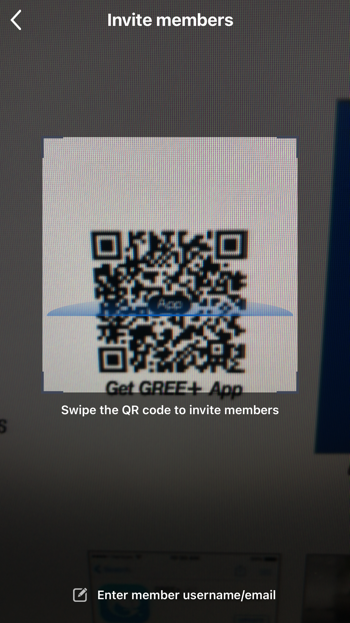 Invite members
App
Get GREE+ App
Swipe the QR code to invite members
Enter member username/email